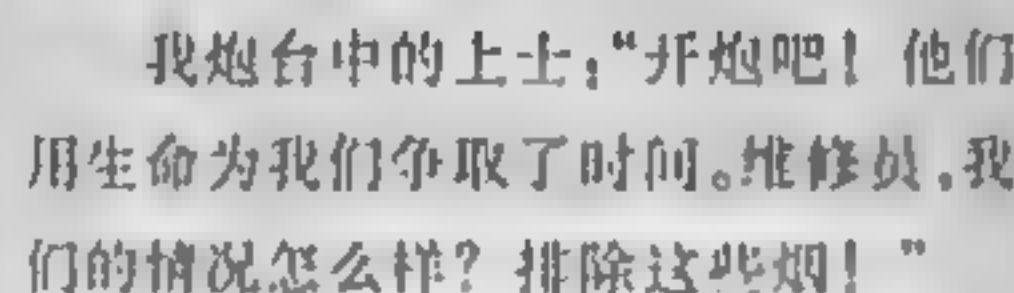 我炮台中的上士:“开炮吧! 他们
用生命为我们争取了时间。维修员,我
们的情况怎么样? 排除这些烟! ”